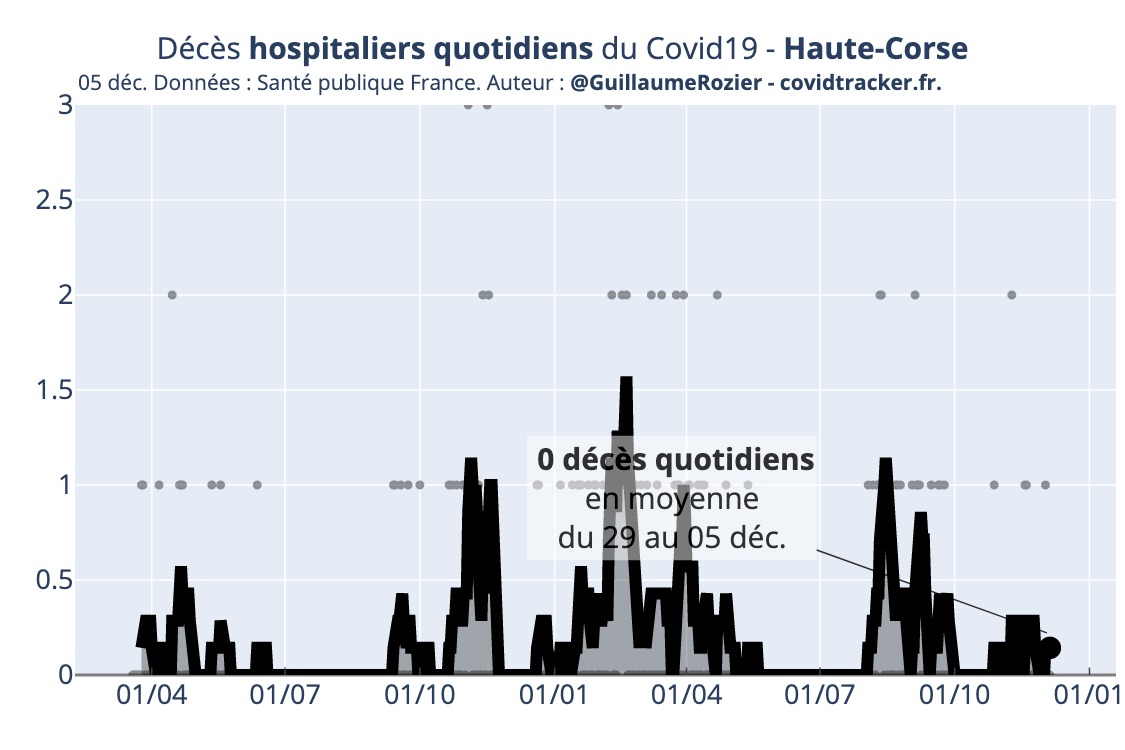 Décès hospitaliers quotidiens du Covid19 - Haute-Corse
05 déc. Données : Santé publique France. Auteur : @GuillaumeRozier - covidtracker.fr.
3
2.5
2
1.5
1
0.5
0
0 décès quotidiens
en moyenne
du 29 au 05 déc.
01/04 01/07 01/10 01/01 01/04 01/07 01/10 01/01